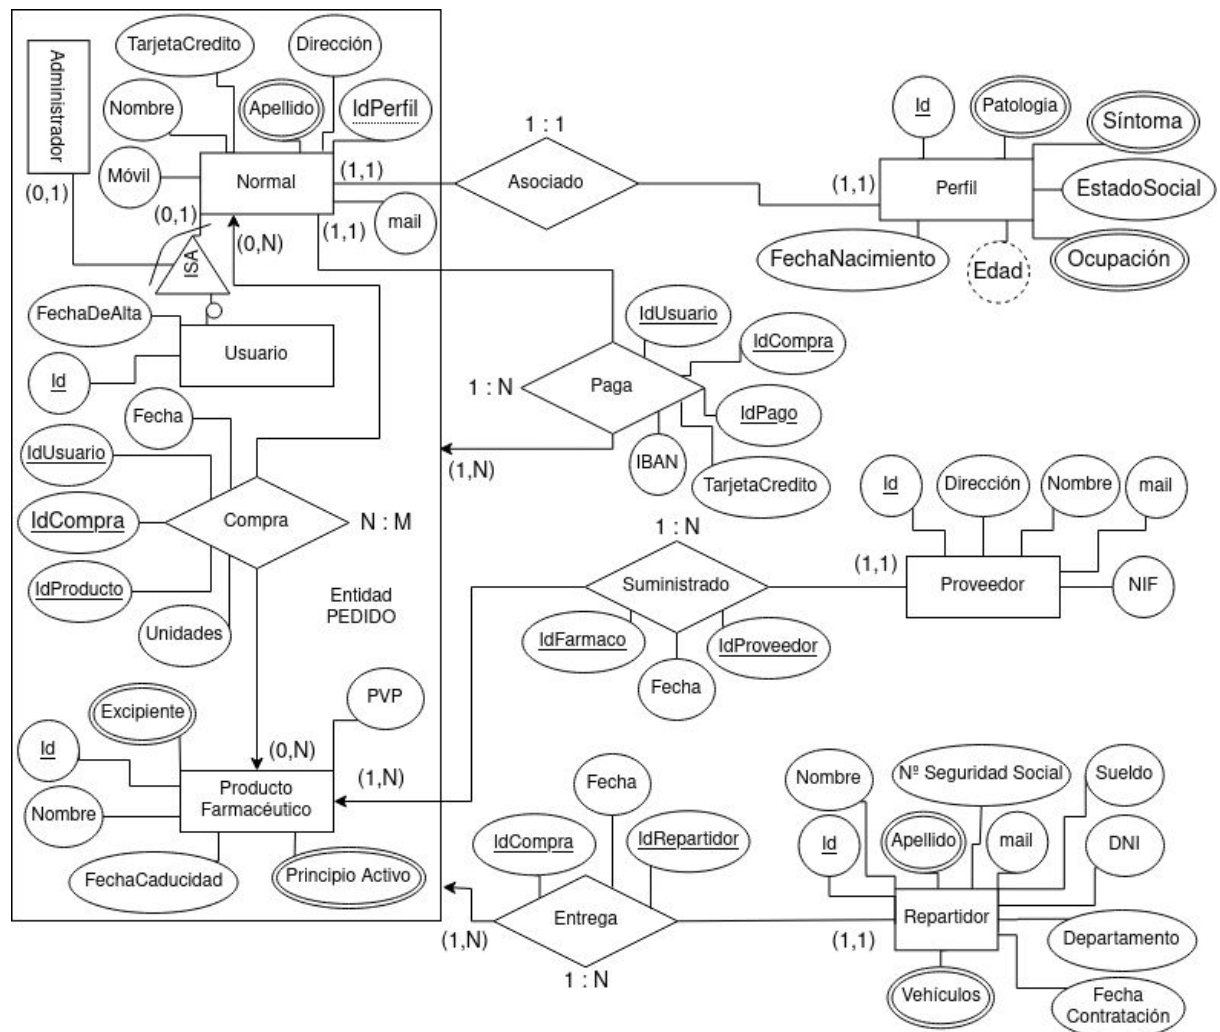 Administrador
TarjetaCredito
Dirección
Nombre
Apellido
IdPerfil
Móvil
Normal
mail
(0,1)
(0,1)
(0,N)
(1,1)
(1,1)
ISA
1 : 1
Asociado
(1,1)
Id
Patologia
Síntoma
Perfil
EstadoSocial
FechaNacimiento
Edad
Ocupación
FechaDeAlta
Usuario
Id
Fecha
IdUsuario
IdCompra
IdProducto
Unidades
Compra
N : M
IdUsuario
IdCompra
1 : N
Paga
IdPago
IBAN
TarjetaCredito
(1,N)
Id
Dirección
Nombre
mail
1 : N
(1,1)
Suministrado
Proveedor
NIF
IdFarmaco
IdProveedor
Fecha
Entidad
PEDIDO
Excipiente
PVP
Id
(0,N)
(1,N)
Producto
Farmacéutico
Nombre
FechaCaducidad
Principio Activo
Fecha
IdCompra
IdRepartidor
Entrega
(1,N)
1 : N
(1,1)
Nombre
Nº Seguridad Social
Sueldo
Id
Apellido
mail
DNI
Repartidor
Departamento
Vehículos
Fecha
Contratación